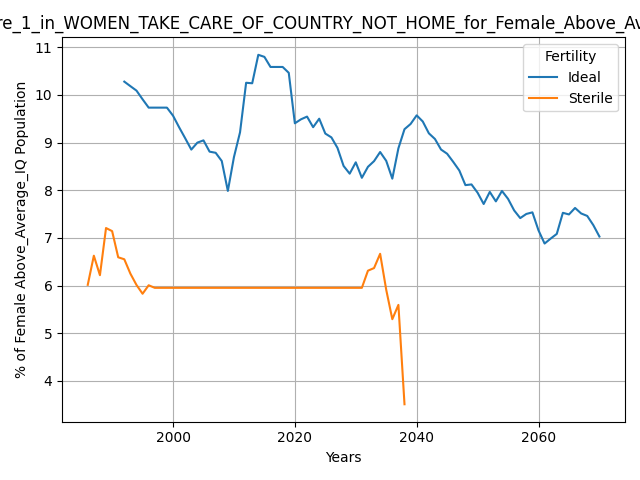 re_1_in_WOMEN_TAKE_CARE_OF_COUNTRY_NOT_HOME_for_Female_Above_Av
Fertility
Ideal
Sterile
% of Female Above_Average_IQ Population
11
10
9
8
7
6
5
4
2000 2020 2040 2060
Years